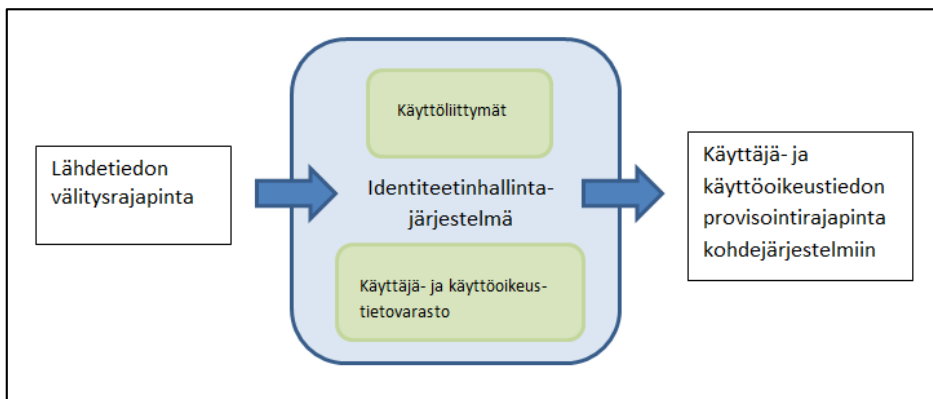 Lähdetiedon
välitysrajapinta
Käyttöliittymät
Identiteetinhallinta-
järjestelmä
Käyttäjä- ja käyttöoikeus-
tietovarasto
Käyttäjä- ja
käyttöoikeustiedon
provisointirajapinta
kohdejärjestelmiin